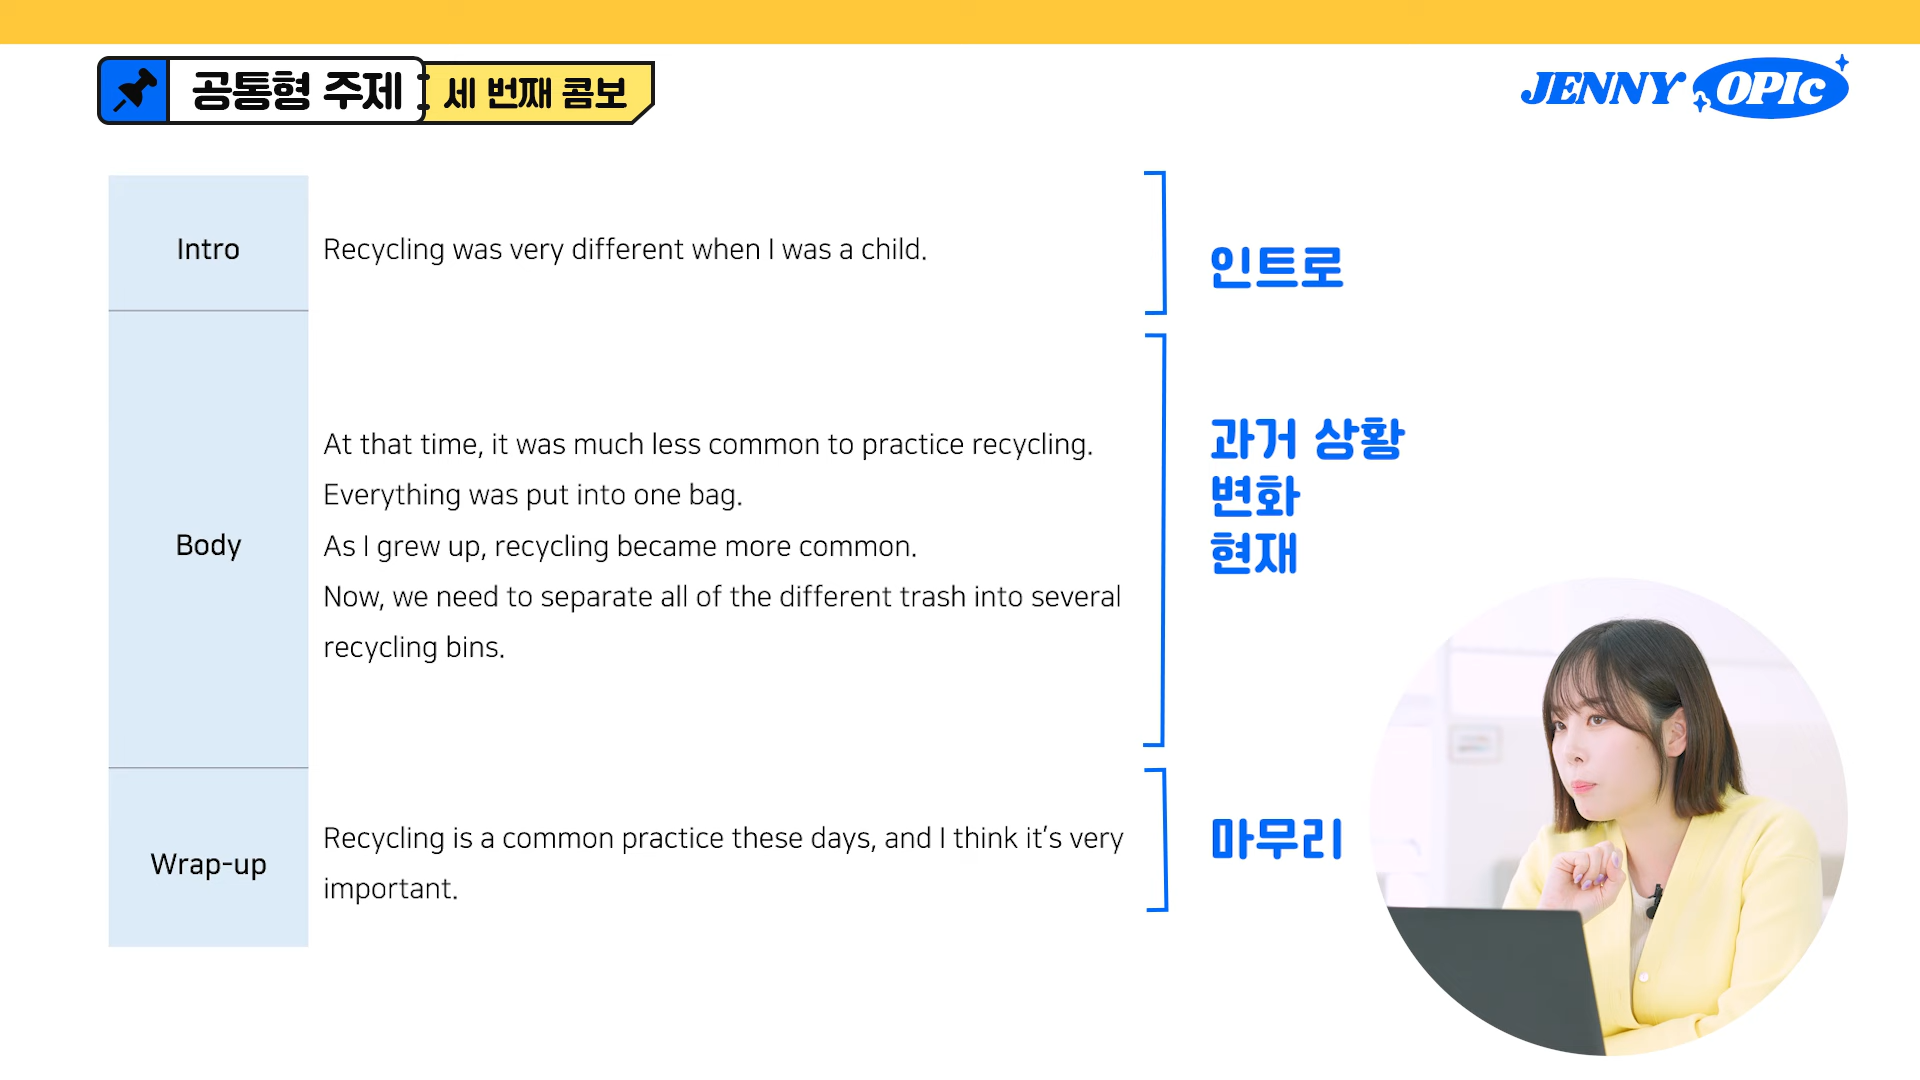 공통형 주제 : 세 번째 콤보
JENNY OPIc
Intro
Recycling was very different when I was a child.
인트로
Body
At that time, it was much less common to practice recycling.
Everything was put into one bag.
As I grew up, recycling became more common.
Now, we need to separate all of the different trash into several
recycling bins.
과거 상황
변화
현재
Wrap-up
Recycling is a common practice these days, and I think it's very
important.
마무리